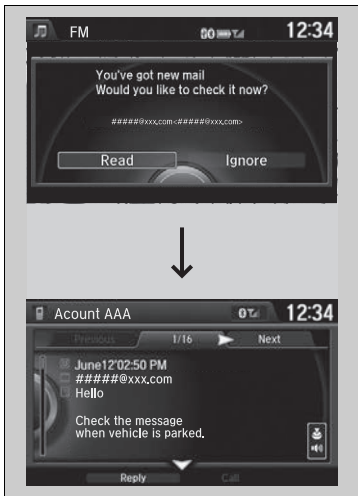 FM 12:34
You've got new mail
Would you like to check it now?
#####@xxx.com<#####@xxx.com>
Read Ignore
Acount AAA 12:34
Previous 1/16 Next
June12'02:50 PM
#####@xxx.com
Hello
Check the message
when vehicle is parked.
Reply Call